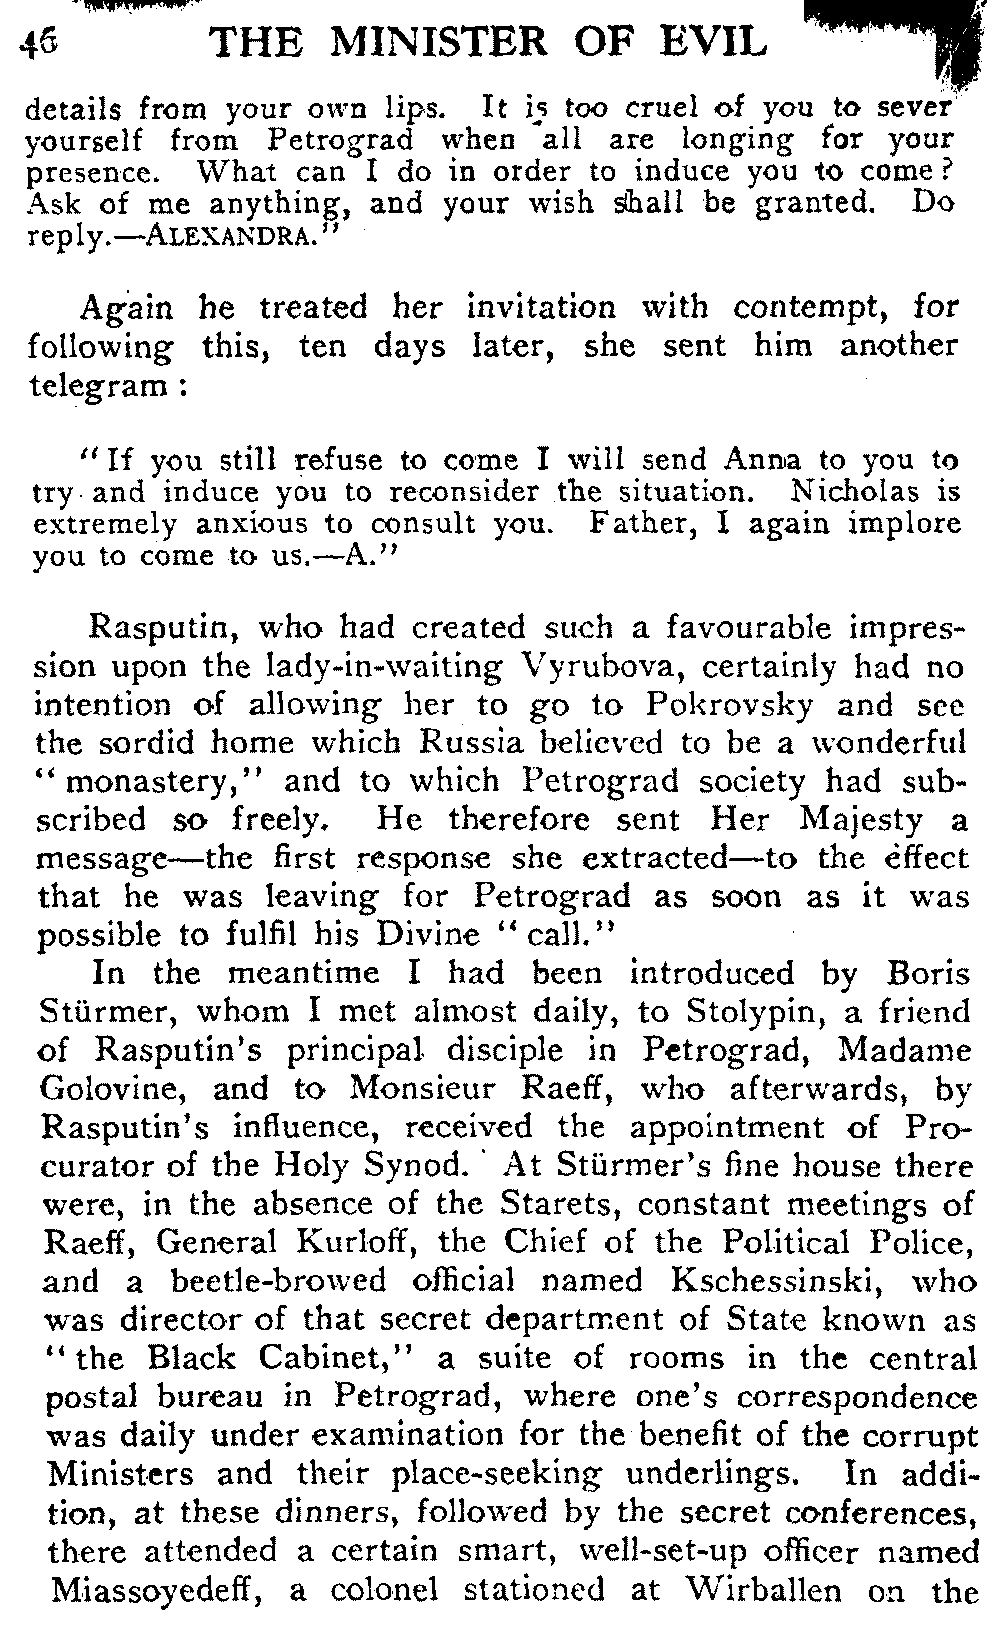 46 THE MINISTER OF EVIL
details from your own lips. It is too cruel of you to sever
yourself from Petrograd when all are longing for your
presence. What can I do in order to induce you to come?
Ask of me anything, and your wish shall be granted. Do
reply.—ALEXANDRA."
Again he treated her invitation with contempt, for
following this, ten days later, she sent him another
telegram:
"If you still refuse to come I will send Anna to you to
try and induce you to reconsider the situation. Nicholas is
extremely anxious to consult you. Father, I again implore
you to come to us.—A."
Rasputin, who had created such a favourable impres-
sion upon the lady-in-waiting Vyrubova, certainly had no
intention of allowing her to go to Pokrovsky and see
the sordid home which Russia believed to be a wonderful
"monastery," and to which Petrograd society had sub-
scribed so freely. He therefore sent Her Majesty a
message—the first response she extracted—to the effect
that he was leaving for Petrograd as soon as it was
possible to fulfil his Divine "call."
In the meantime I had been introduced by Boris
Stürmer, whom I met almost daily, to Stolypin, a friend
of Rasputin's principal disciple in Petrograd, Madame
Golovine, and to Monsieur Raeff, who afterwards, by
Rasputin's influence, received the appointment of Pro-
curator of the Holy Synod. At Stürmer's fine house there
were, in the absence of the Starets, constant meetings of
Raeff, General Kurloff, the Chief of the Political Police,
and a beetle-browed official named Kschessinski, who
was director of that secret department of State known as
"the Black Cabinet," a suite of rooms in the central
postal bureau in Petrograd, where one's correspondence
was daily under examination for the benefit of the corrupt
Ministers and their place-seeking underlings. In addi-
tion, at these dinners, followed by the secret conferences,
there attended a certain smart, well-set-up officer named
Miassoyedeff, a colonel stationed at Wirballen on the